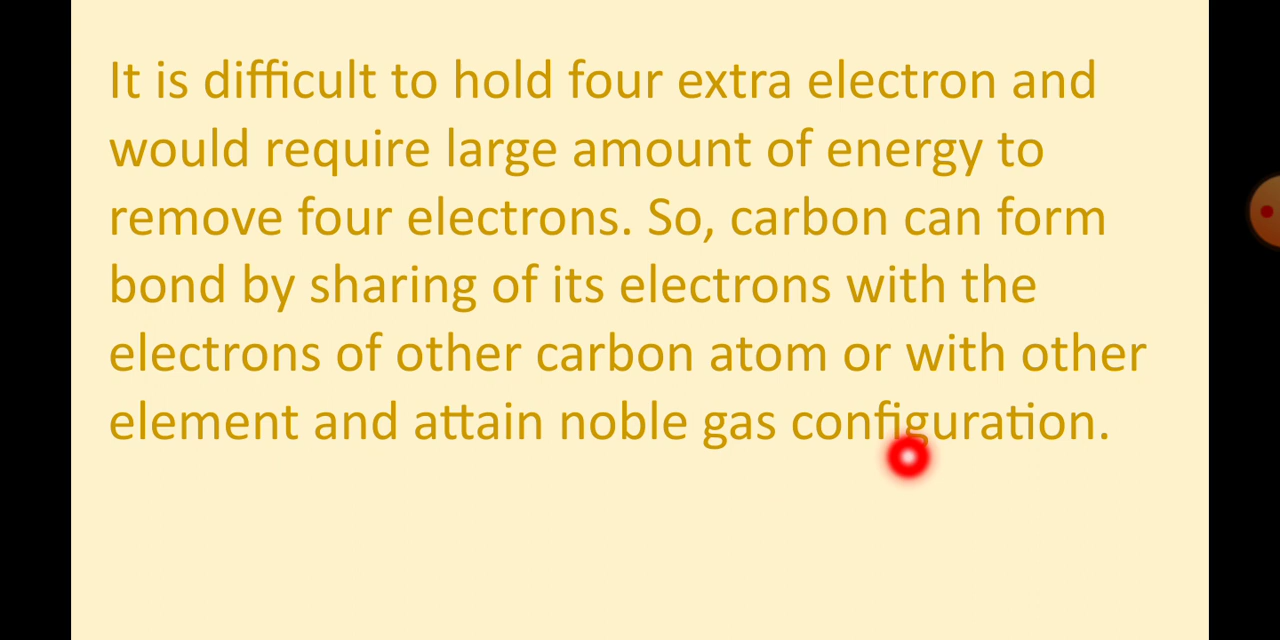 It is difficult to hold four extra electron and
would require large amount of energy to
remove four electrons. So, carbon can form
bond by sharing of its electrons with the
electrons of other carbon atom or with other
element and attain noble gas configuration.